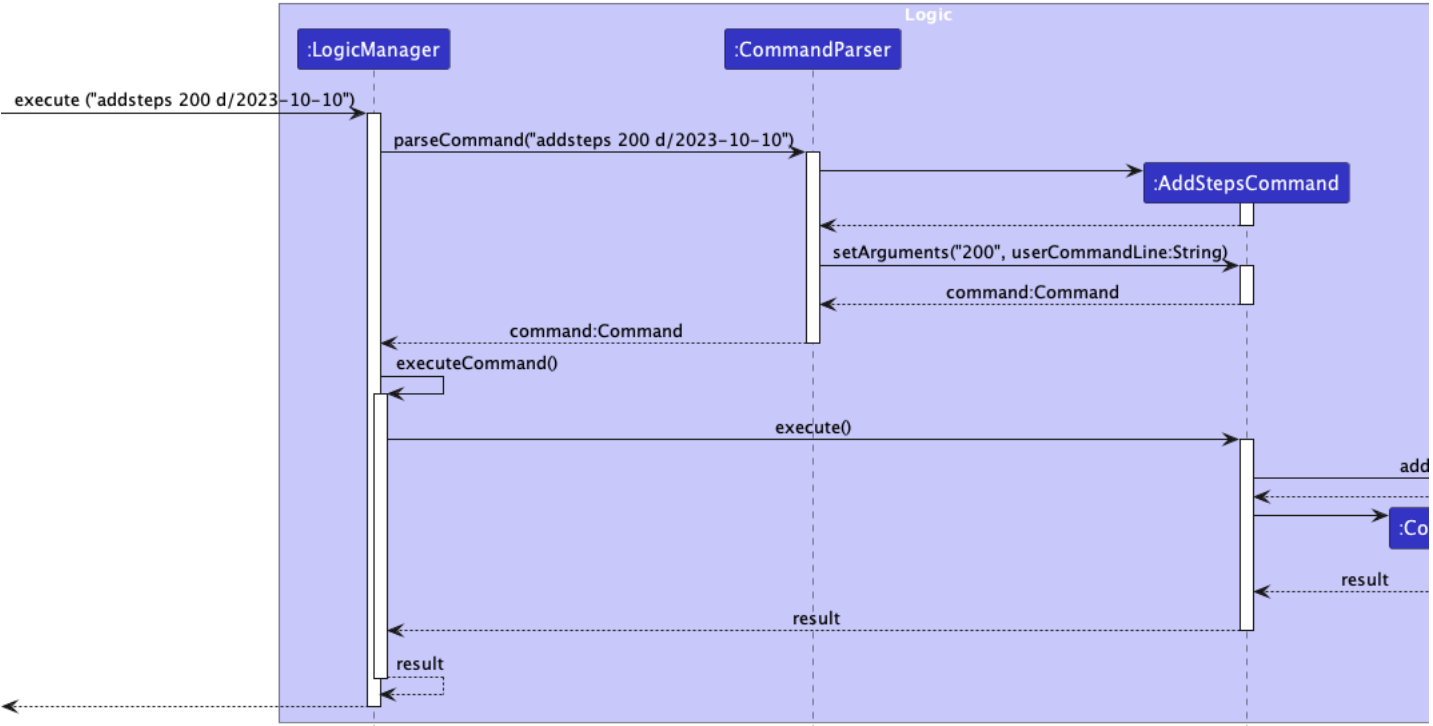 Logic
:LogicManager
:CommandParser
execute ("addsteps 200 d/2023-10-10")
parseCommand("addsteps 200 d/2023-10-10")
:AddStepsCommand
setArguments("200", userCommandLine:String)
command:Command
command:Command
executeCommand()
execute()
add
:Co
result
result
result